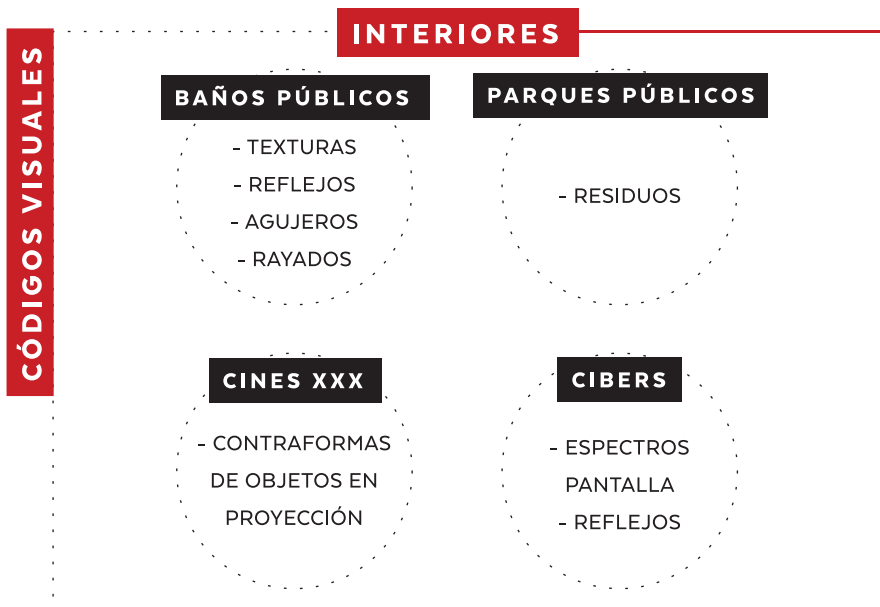 INTERIORES
CÓDIGOS VISUALES
BAÑOS PÚBLICOS
- TEXTURAS
- REFLEJOS
- AGUJEROS
- RAYADOS
PARQUES PÚBLICOS
- RESIDUOS
CINES XXX
- CONTRAFORMAS
DE OBJETOS EN
PROYECCIÓN
CIBERS
- ESPECTROS
PANTALLA
- REFLEJOS